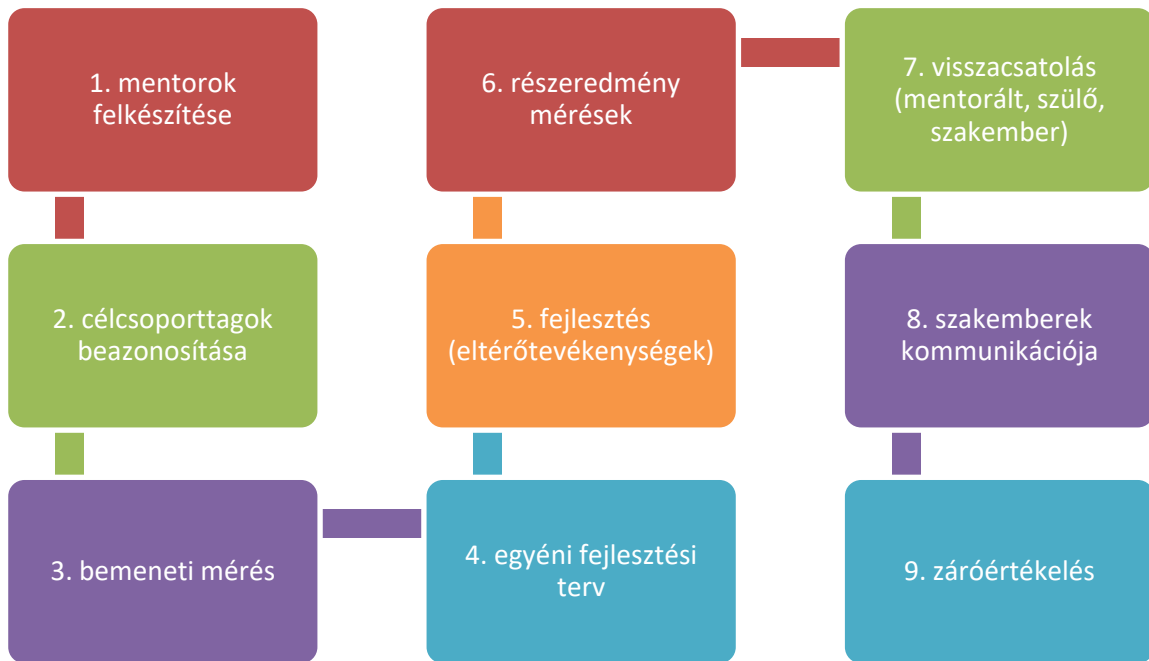 1. mentorok
felkészítése
2. célcsoporttagok
beazonosítása
3. bemeneti mérés
4. egyéni fejlesztési
terv
5. fejlesztés
(eltérőtevékenységek)
6. részeredmény
mérések
7. visszacsatolás
(mentorált, szülő,
szakember)
8. szakemberek
kommunikációja
9. záróértékelés